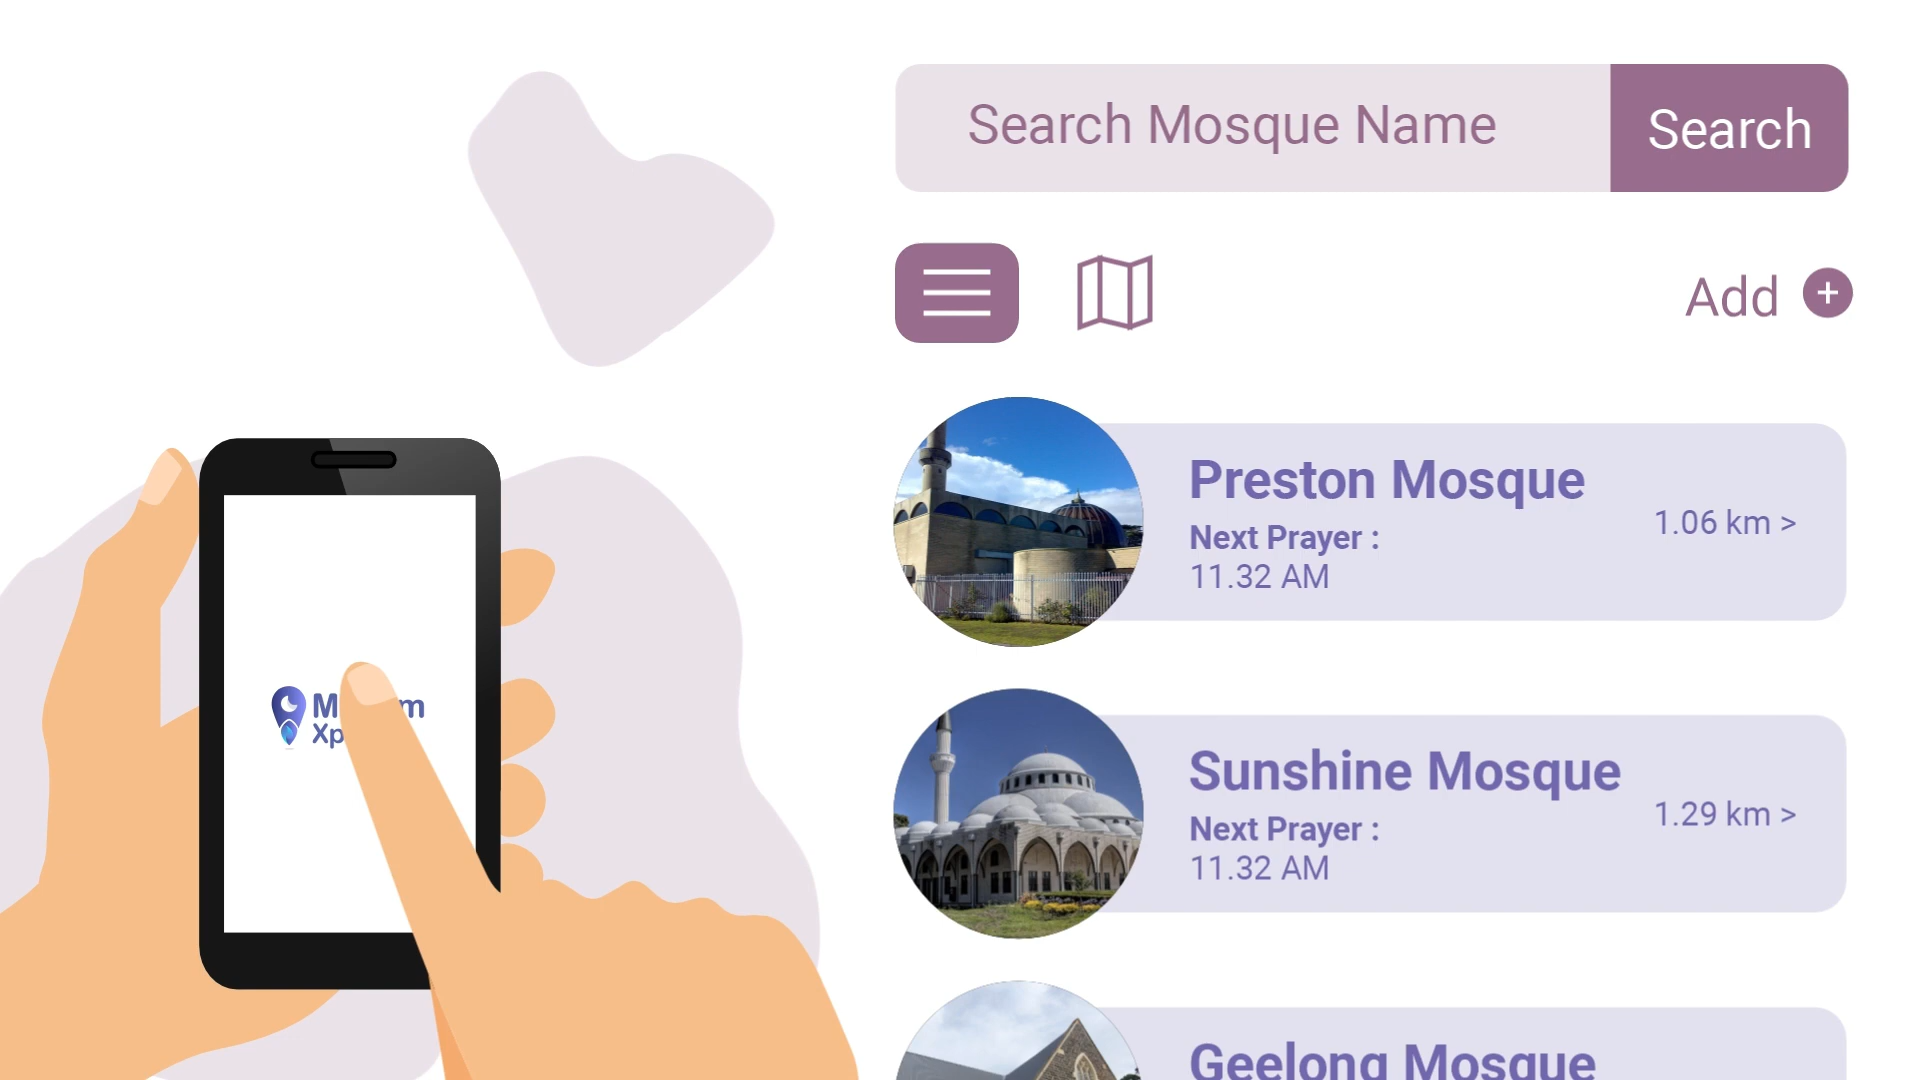 Search Mosque Name
Search
Add
Preston Mosque
Next Prayer :
11.32 AM
1.06 km >
Sunshine Mosque
Next Prayer :
11.32 AM
1.29 km >
Geelong Mosque